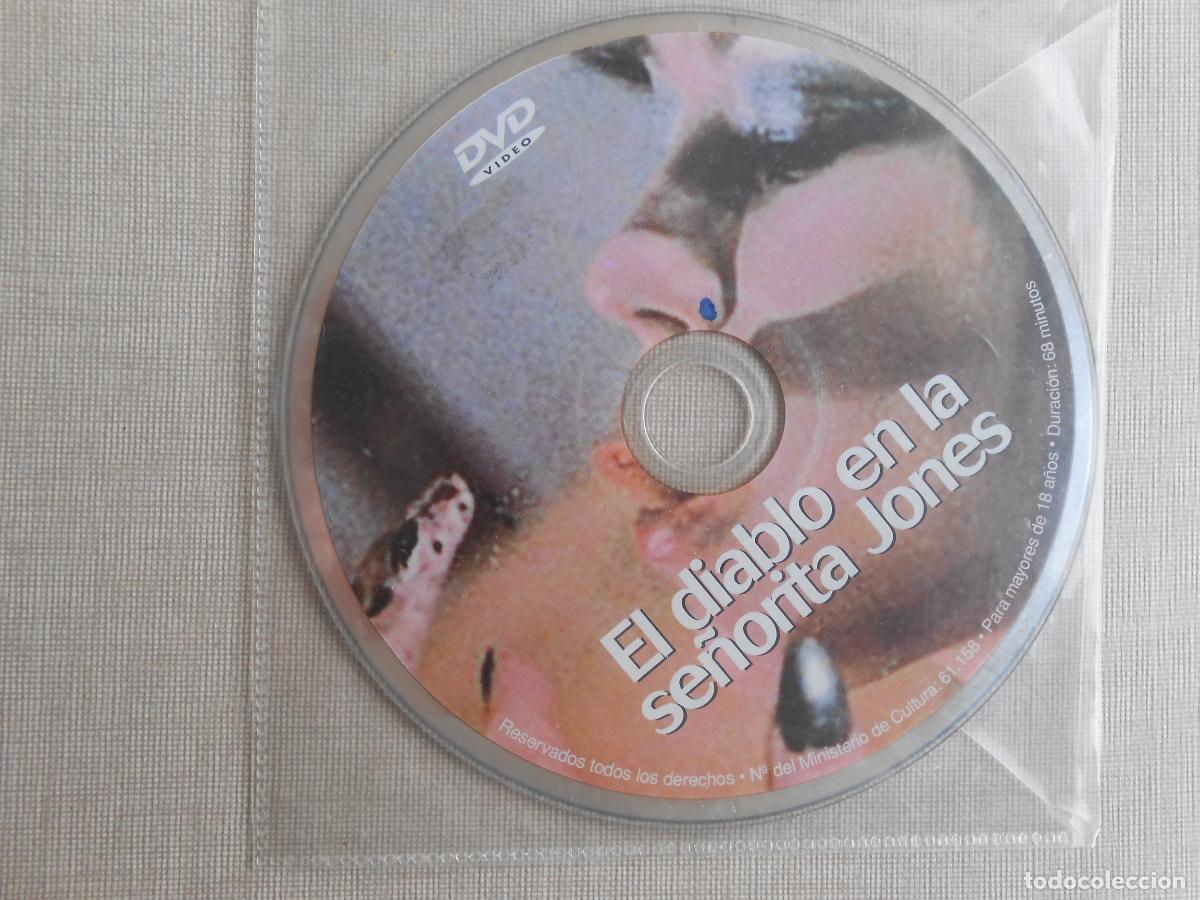 DVD
VIDEO
El diablo en la
señorita Jones
Reservados todos los derechos • Nº del Ministerio de Cultura: 61.158 • Para mayores de 18 años • Duración: 68 minutos
todocoleccion